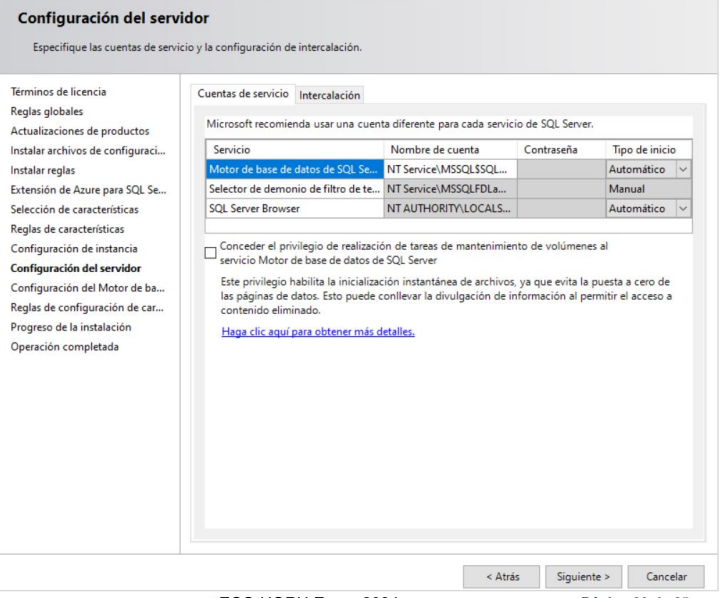 Configuración del servidor
Especifique las cuentas de servicio y la configuración de intercalación.
Términos de licencia
Reglas globales
Actualizaciones de productos
Instalar archivos de configuraci...
Instalar reglas
Extensión de Azure para SQL Se...
Selección de características
Reglas de características
Configuración de instancia
Configuración del servidor
Configuración del Motor de ba...
Reglas de configuración de car...
Progreso de la instalación
Operación completada
Cuentas de servicio Intercalación
Microsoft recomienda usar una cuenta diferente para cada servicio de SQL Server.
Servicio Nombre de cuenta Contraseña Tipo de inicio
Motor de base de datos de SQL Se... NT Service\MSSQL$SQL... Automático
Selector de demonio de filtro de te... NT Service\MSSQLFDLa... Manual
SQL Server Browser NT AUTHORITY\LOCALS... Automático
Conceder el privilegio de realización de tareas de mantenimiento de volúmenes al
servicio Motor de base de datos de SQL Server
Este privilegio habilita la inicialización instantánea de archivos, ya que evita la puesta a cero de
las páginas de datos. Esto puede conllevar la divulgación de información al permitir el acceso a
contenido eliminado.
Haga clic aquí para obtener más detalles.
< Atrás Siguiente > Cancelar